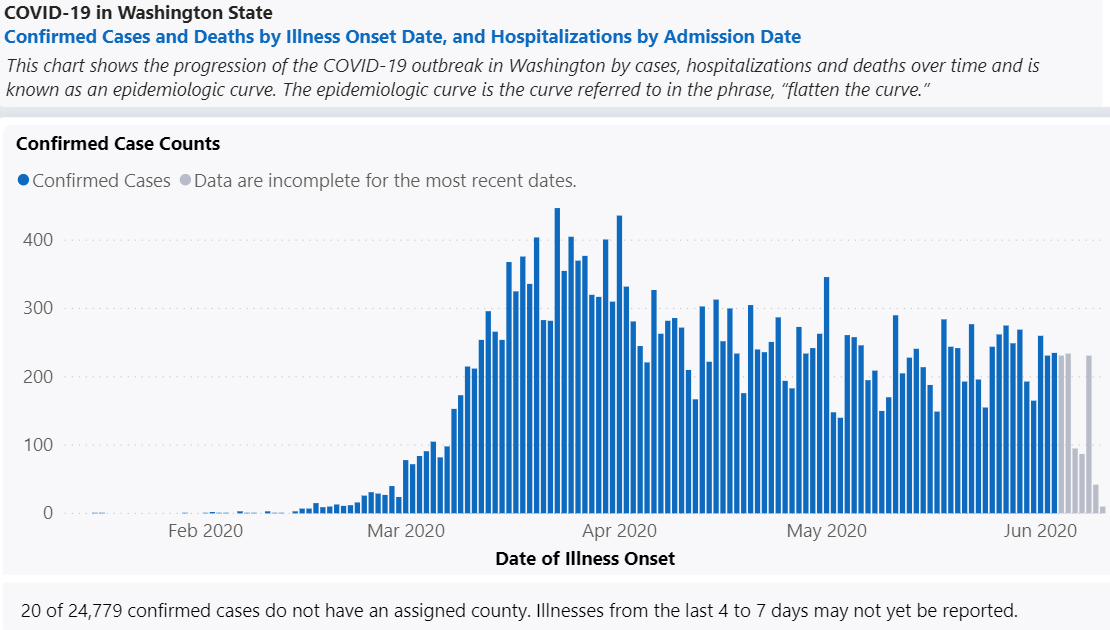 COVID-19 in Washington State
Confirmed Cases and Deaths by Illness Onset Date, and Hospitalizations by Admission Date
This chart shows the progression of the COVID-19 outbreak in Washington by cases, hospitalizations and deaths over time and is
known as an epidemiologic curve. The epidemiologic curve is the curve referred to in the phrase, “flatten the curve.”
Confirmed Case Counts
Confirmed Cases Data are incomplete for the most recent dates.
400
300
200
100
0
Feb 2020 Mar 2020 Apr 2020 May 2020 Jun 2020
Date of Illness Onset
20 of 24,779 confirmed cases do not have an assigned county. Illnesses from the last 4 to 7 days may not yet be reported.